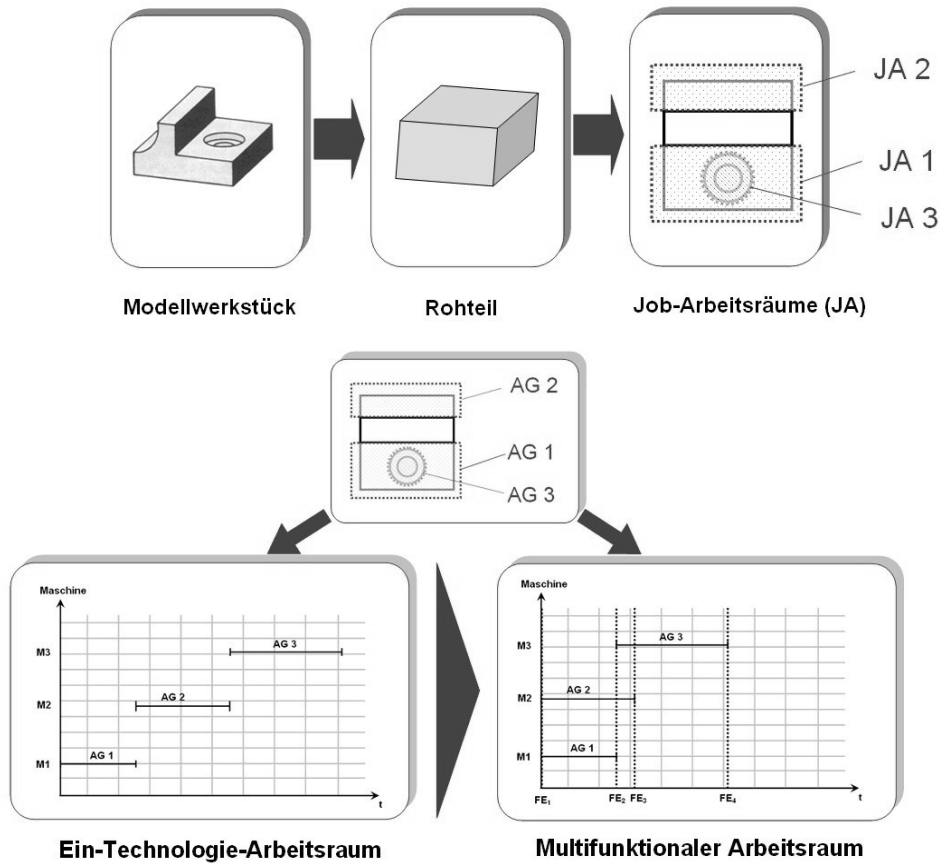 JA 2
JA 1
JA 3
Modellwerkstück
Rohteil
Job-Arbeitsräume (JA)
AG 2
AG 1
AG 3
Maschine
M3
AG 3
M2
AG 2
M1
AG 1
t
Ein-Technologie-Arbeitsraum
Maschine
M3
AG 3
M2
AG 2
M1
AG 1
FE₁
FE₂
FE₃
FE₄
t
Multifunktionaler Arbeitsraum